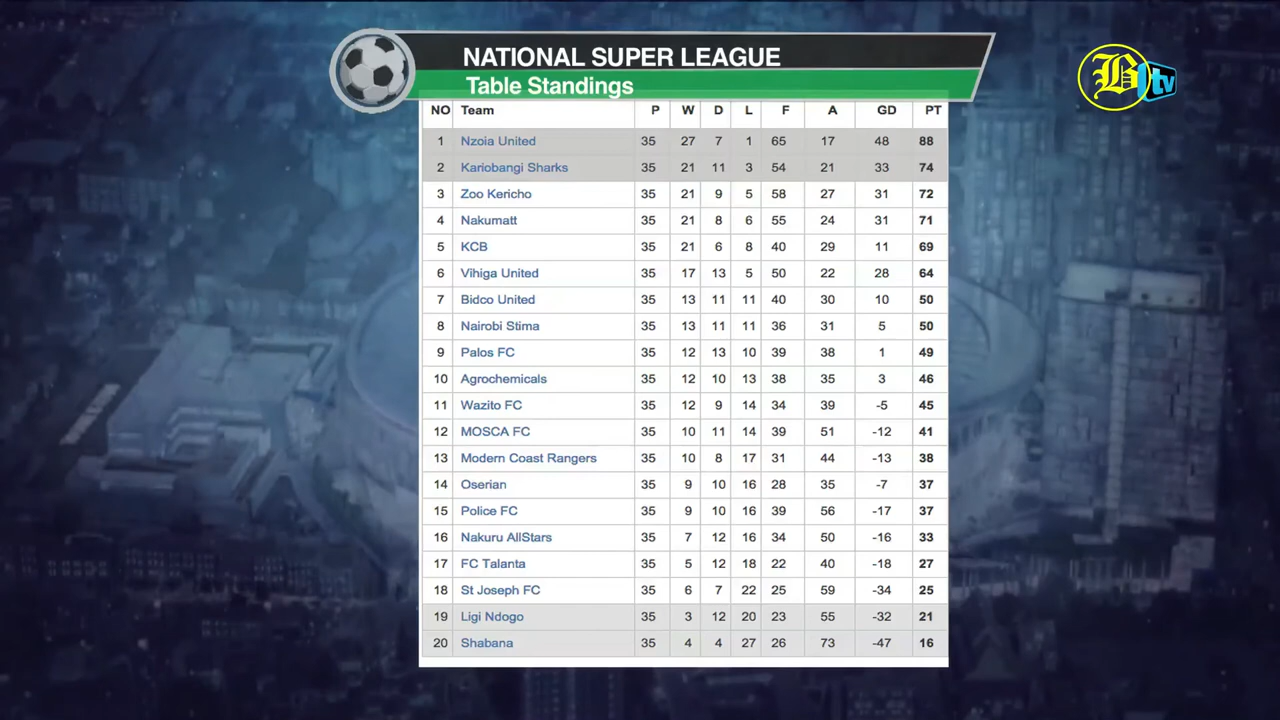 NATIONAL SUPER LEAGUE
B tv
Table Standings
NO Team P W D L F A GD PT
1 Nzoia United 35 27 7 1 65 17 48 88
2 Kariobangi Sharks 35 21 11 3 54 21 33 74
3 Zoo Kericho 35 21 9 5 58 27 31 72
4 Nakumatt 35 21 8 6 55 24 31 71
5 KCB 35 21 6 8 40 29 11 69
6 Vihiga United 35 17 13 5 50 22 28 64
7 Bidco United 35 13 11 11 40 30 10 50
8 Nairobi Stima 35 13 11 11 36 31 5 50
9 Palos FC 35 12 13 10 39 38 1 49
10 Agrochemicals 35 12 10 13 38 35 3 46
11 Wazito FC 35 12 9 14 34 39 -5 45
12 MOSCA FC 35 10 11 14 39 51 -12 41
13 Modern Coast Rangers 35 10 8 17 31 44 -13 38
14 Oserian 35 9 10 16 28 35 -7 37
15 Police FC 35 9 10 16 39 56 -17 37
16 Nakuru AllStars 35 7 12 16 34 50 -16 33
17 FC Talanta 35 5 12 18 22 40 -18 27
18 St Joseph FC 35 6 7 22 25 59 -34 25
19 Ligi Ndogo 35 3 12 20 23 55 -32 21
20 Shabana 35 4 4 27 26 73 -47 16